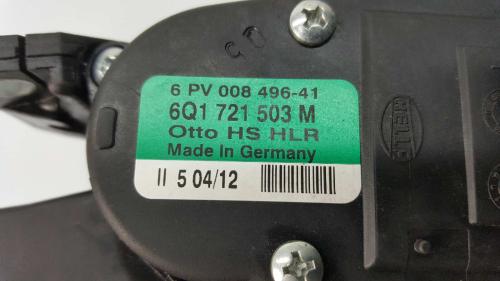 6 PV 008 496-41
6Q1 721 503 M
Otto HS HLR
Made In Germany
II 5 04/12
HELLA